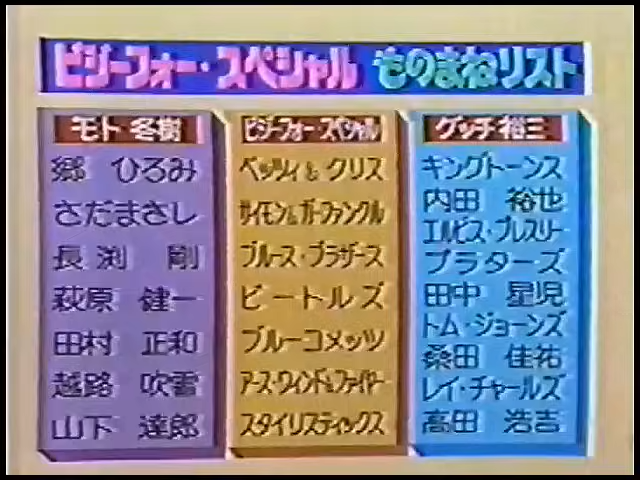 ビジーフォー・スペシャル ものまねリスト
モト冬樹
郷 ひろみ
さだまさし
長渕 剛
萩原 健一
田村 正和
越路 吹雪
山下 達郎
ビジーフォー・スペシャル
ベッツィ&クリス
サイモン&ガーファンクル
ブルース・ブラザース
ビートルズ
ブルーコメッツ
アース・ウィンド&ファイヤー
スタイリスティックス
グッチ裕三
キングトーンス
内田 裕也
エルビス・プレスリー
プラターズ
田中 星児
トム・ジョーンズ
桑田 佳祐
レイ・チャールズ
高田 浩吉